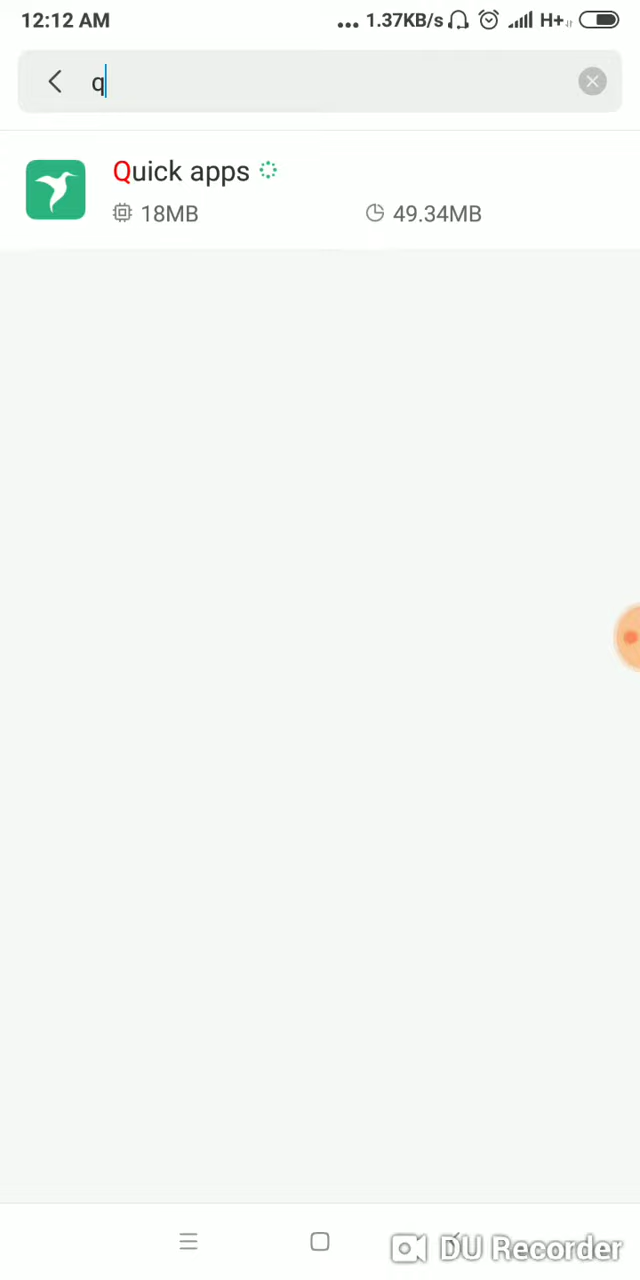 12:12 AM
... 1.37KB/s H+
q
Quick apps
18MB
49.34MB
DU Recorder